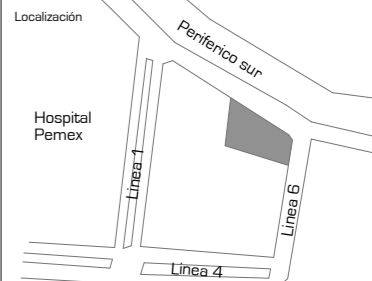 Localización
Periferico sur
Hospital
Pemex
Linea 1
Linea 6
Linea 4